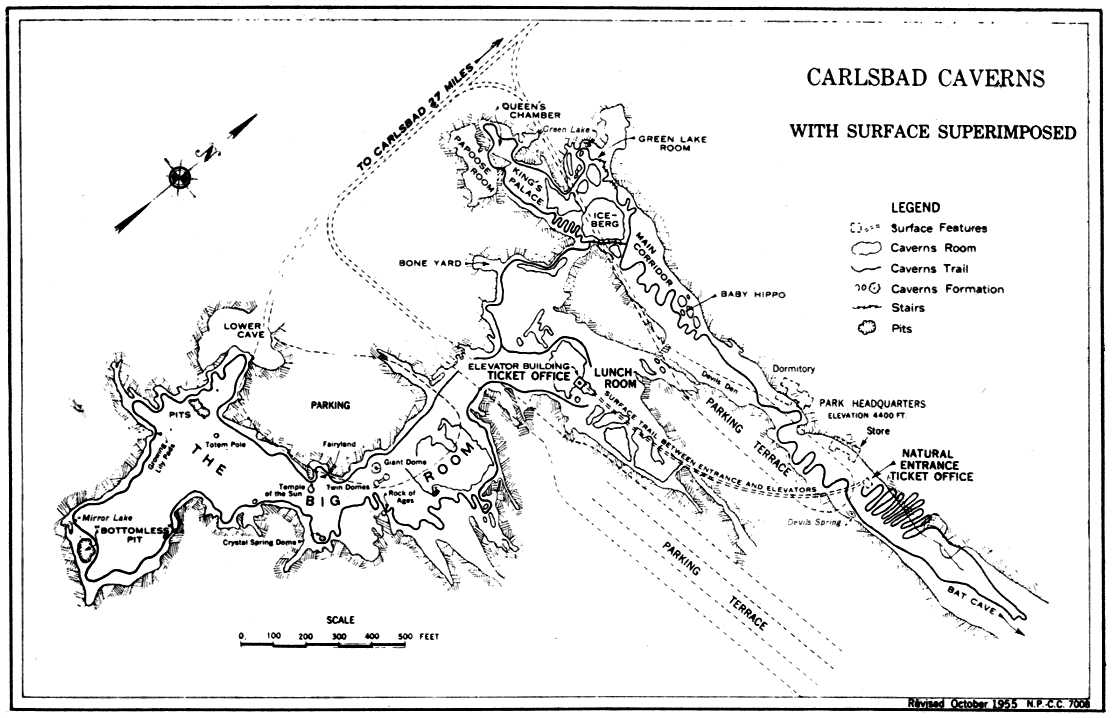 CARLSBAD CAVERNS
WITH SURFACE SUPERIMPOSED
TO CARLSBAD 27 MILES
N
QUEEN'S
CHAMBER
Green Lake
GREEN LAKE
ROOM
PAPOOSE
ROOM
KING'S
PALACE
ICE-
BERG
MAIN
CORRIDOR
BONE YARD
BABY HIPPO
LEGEND
Surface Features
Caverns Room
Caverns Trail
Caverns Formation
Stairs
Pits
LOWER
CAVE
ELEVATOR BUILDING
TICKET OFFICE
LUNCH
ROOM
Devils Den
Dormitory
PARK HEADQUARTERS
ELEVATION 4400 FT.
Store
PARKING
PARKING
TERRACE
SURFACE TRAIL BETWEEN ENTRANCE AND ELEVATORS
NATURAL
ENTRANCE
TICKET OFFICE
PITS
Totem Pole
Fairyland
Lily Pads
THE
BIG
ROOM
Giant Dome
Twin Domes
Temple
of the Sun
Rock of
Ages
Mirror Lake
BOTTOMLESS
PIT
Crystal Spring Dome
Devils Spring
PARKING
TERRACE
BAT CAVE
SCALE
0 100 200 300 400 500 FEET
Revised October 1955 N.P.-C.C. 7008